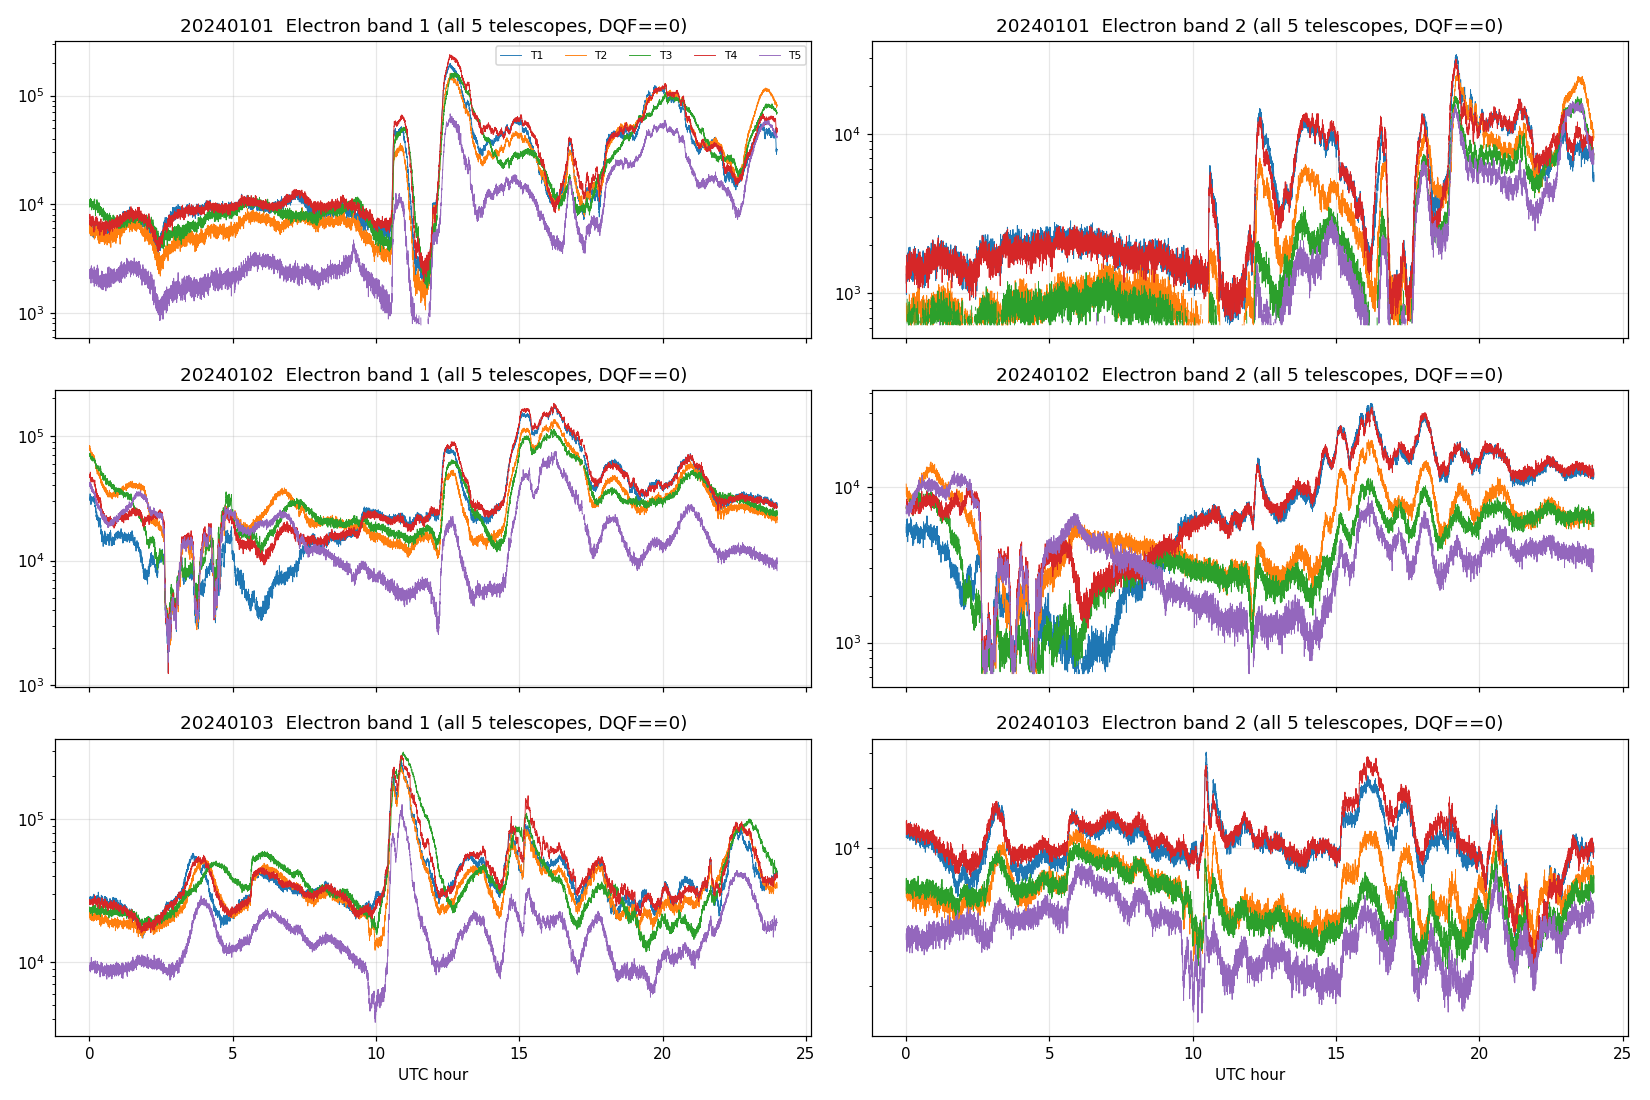 20240101  Electron band 1 (all 5 telescopes, DQF==0)
T1 T2 T3 T4 T5
10^5
10^4
10^3
20240101  Electron band 2 (all 5 telescopes, DQF==0)
10^4
10^3
20240102  Electron band 1 (all 5 telescopes, DQF==0)
10^5
10^4
10^3
20240102  Electron band 2 (all 5 telescopes, DQF==0)
10^4
10^3
20240103  Electron band 1 (all 5 telescopes, DQF==0)
10^5
10^4
0 5 10 15 20 25
UTC hour
20240103  Electron band 2 (all 5 telescopes, DQF==0)
10^4
0 5 10 15 20 25
UTC hour